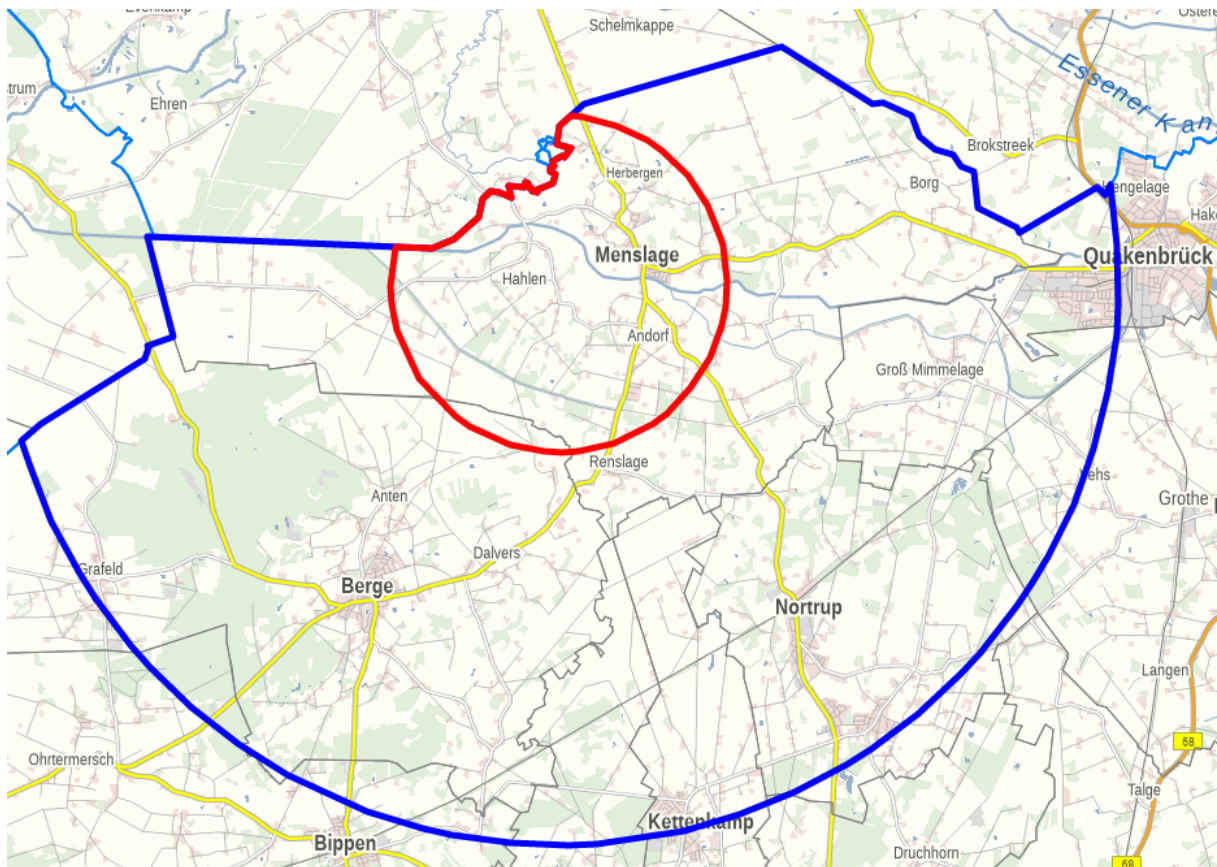 Schelmkappe
Ehren
Essener Kan
Brokstreek
Herbergen
Borg
Hengelage
Menslage
Quakenbrück
Hahlen
Andorf
Groß Mimmelage
Renslage
Anten
Grothe
Dalvers
Grafeld
Berge
Nortrup
Langen
68
Ohrtermersch
Talge
Kettenkamp
Bippen
Druchhorn
68